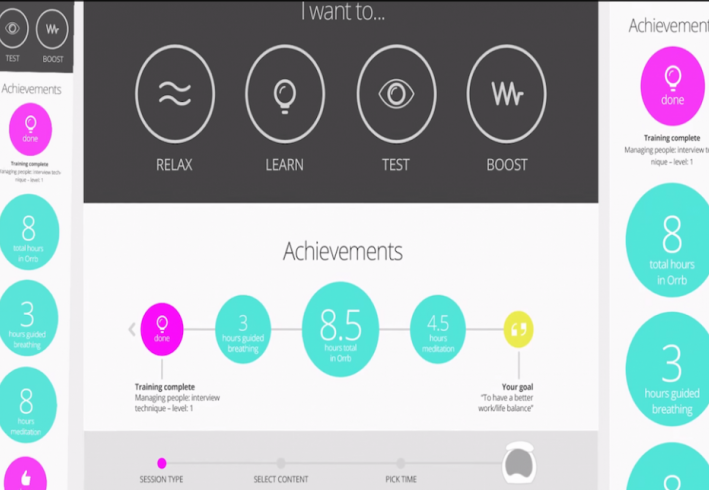 TEST
BOOST
Achievements
done
Training complete
Managing people: interview tech-
nique – level: 1
8
total hours
in Orrb
3
hours guided
breathing
8
hours
meditation
I want to...
RELAX
LEARN
TEST
BOOST
Achievements
done
3
hours guided
breathing
8.5
hours total
in Orrb
4.5
hours
meditation
Training complete
Managing people: interview
technique – level: 1
Your goal
"To have a better
work/life balance"
SESSION TYPE
SELECT CONTENT
PICK TIME
Achievement
done
Training complete
Managing people: interview te
nique – level: 1
8
total hours
in Orrb
3
hours guided
breathing